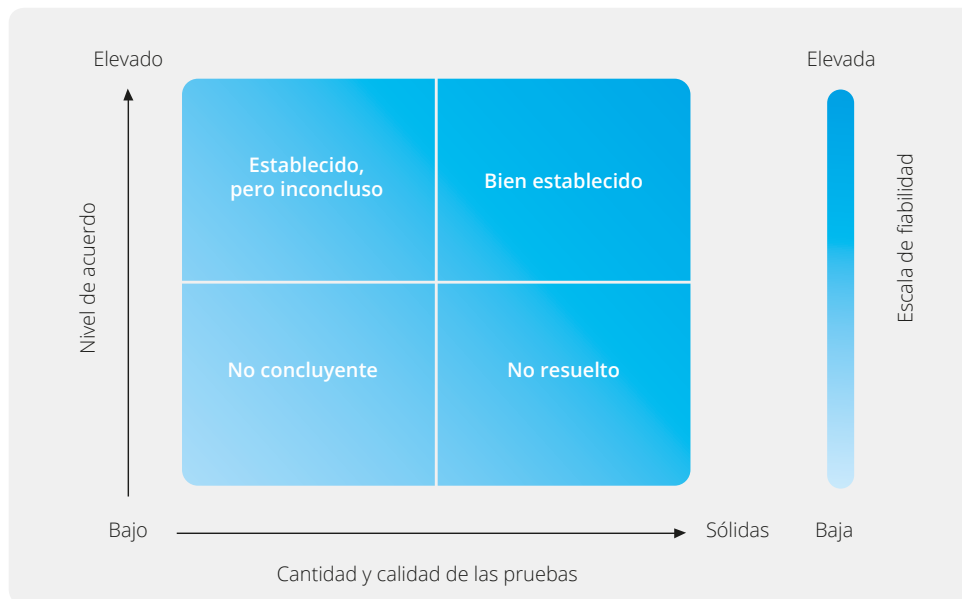 Elevado
Elevada
Establecido,
pero inconcluso
Bien establecido
Nivel de acuerdo
Escala de fiabilidad
No concluyente
No resuelto
Bajo
Sólidas
Baja
Cantidad y calidad de las pruebas